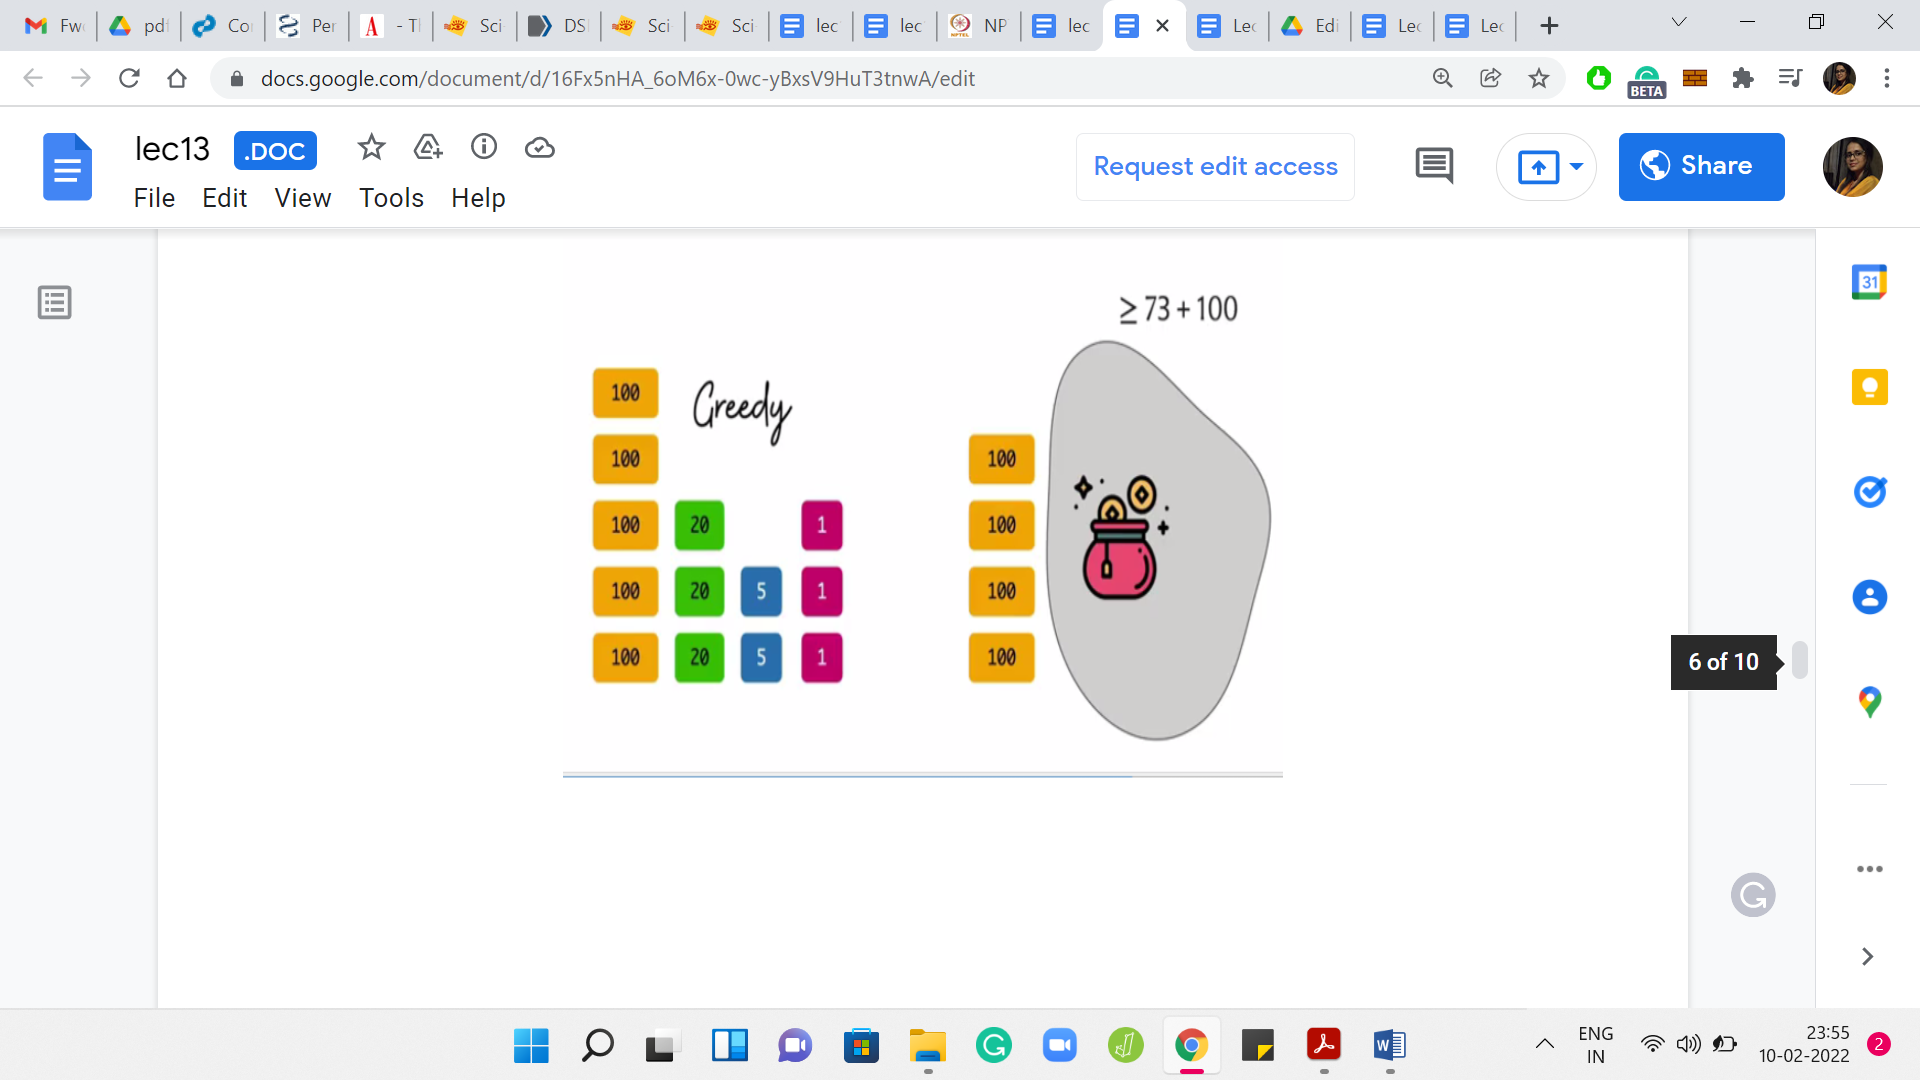 Fw
pdf
Co
Per
- T
Sci
DS
Sci
Sci
lec
lec
NP
lec
Lec
Edi
Lec
Lec
docs.google.com/document/d/16Fx5nHA_6oM6x-0wc-yBxsV9HuT3tnwA/edit
BETA
lec13 .DOC
Request edit access
Share
File Edit View Tools Help
31
≥ 73 + 100
100 Greedy
100 100
100 20 1 100
100 20 5 1 100
100 20 5 1 100
6 of 10
ENG
IN
23:55
10-02-2022
2